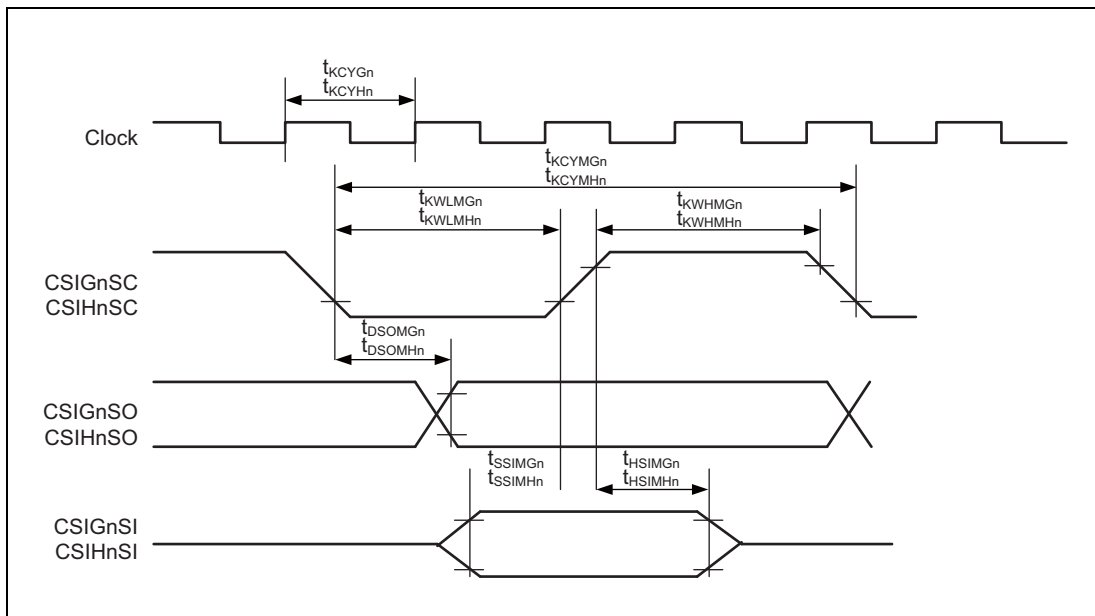 tKCYGn
tKCYHn
Clock
tKCYMGn
tKCYMHn
tKWLMGn
tKWLMHn
tKWHMGn
tKWHMHn
CSIGnSC
CSIHnSC
tDSOMGn
tDSOMHn
CSIGnSO
CSIHnSO
tSSIMGn
tSSIMHn
tHSIMGn
tHSIMHn
CSIGnSI
CSIHnSI